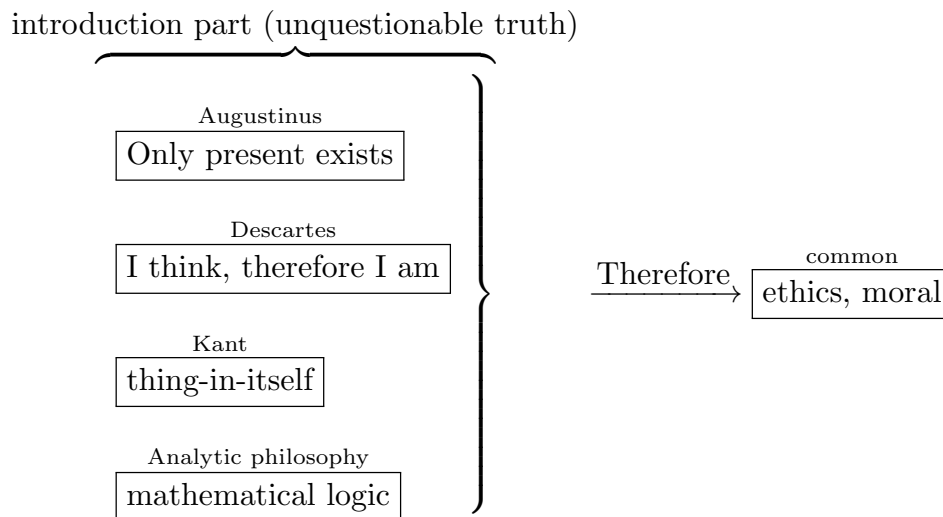 introduction part (unquestionable truth)
Augustinus
Only present exists
Descartes
I think, therefore I am
Therefore
common
ethics, moral
Kant
thing-in-itself
Analytic philosophy
mathematical logic